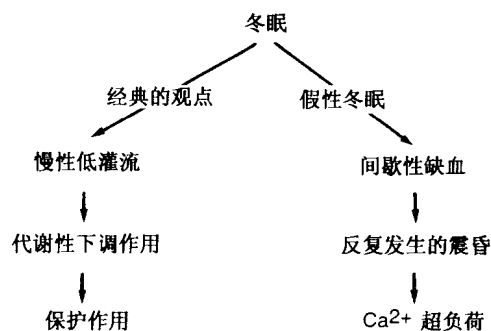 冬眠
经典的观点 假性冬眠
慢性低灌流 间歇性缺血
代谢性下调作用 反复发生的震昏
保护作用 Ca2+ 超负荷